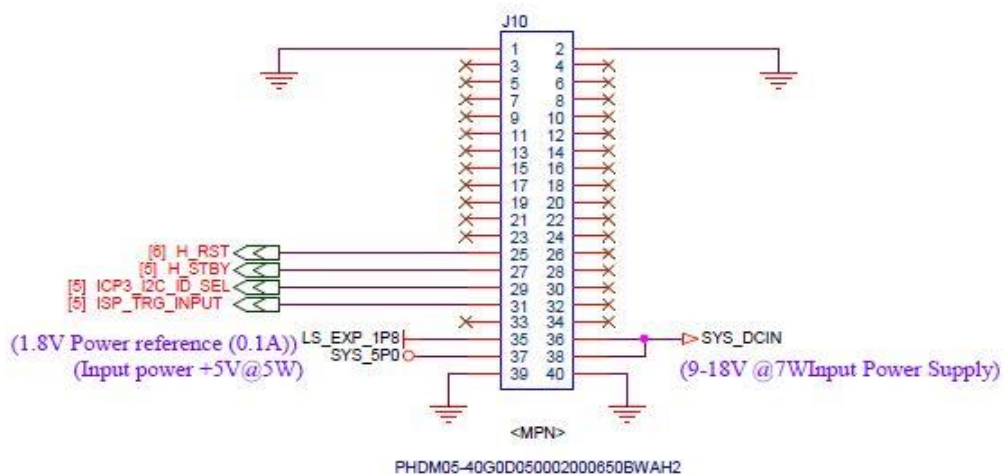 J10
1 2
3 4
5 6
7 8
9 10
11 12
13 14
15 16
17 18
19 20
21 22
23 24
[6] H_RST 25 26
[5] H_STBY 27 28
[5] ICP3_I2C_ID_SEL 29 30
[5] ISP_TRG_INPUT 31 32
33 34
(1.8V Power reference (0.1A)) LS_EXP_1P8 35 36 SYS_DCIN
SYS_5P0 37 38
(Input power +5V@5W) (9-18V @7WInput Power Supply)
39 40
<MPN>
PHDM05-40G0D050002000650BWAH2